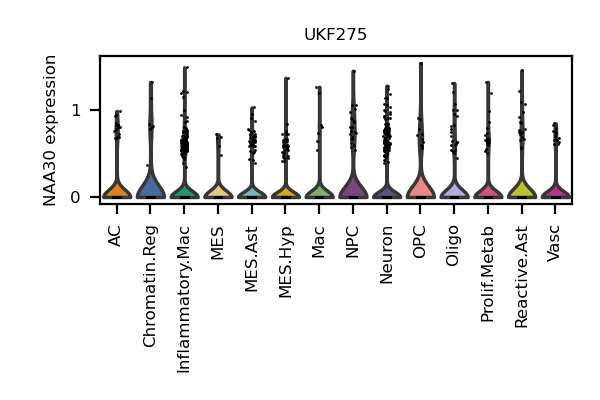 UKF275
NAA30 expression
1
0
AC
Chromatin.Reg
Inflammatory.Mac
MES
MES.Ast
MES.Hyp
Mac
NPC
Neuron
OPC
Oligo
Prolif.Metab
Reactive.Ast
Vasc